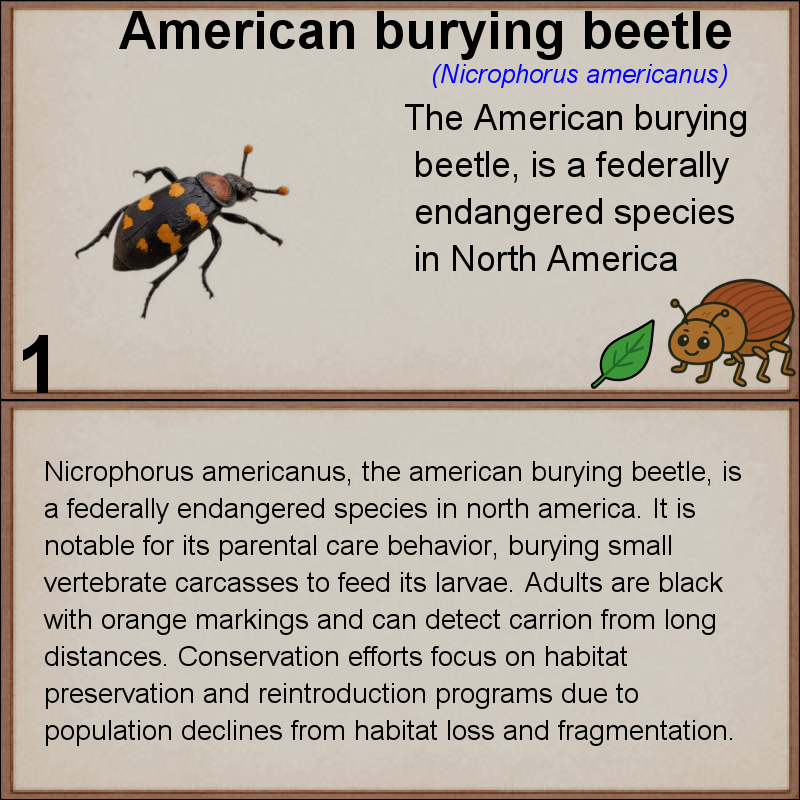 American burying beetle
(Nicrophorus americanus)
The American burying
beetle, is a federally
endangered species
in North America
1
Nicrophorus americanus, the american burying beetle, is
a federally endangered species in north america. It is
notable for its parental care behavior, burying small
vertebrate carcasses to feed its larvae. Adults are black
with orange markings and can detect carrion from long
distances. Conservation efforts focus on habitat
preservation and reintroduction programs due to
population declines from habitat loss and fragmentation.